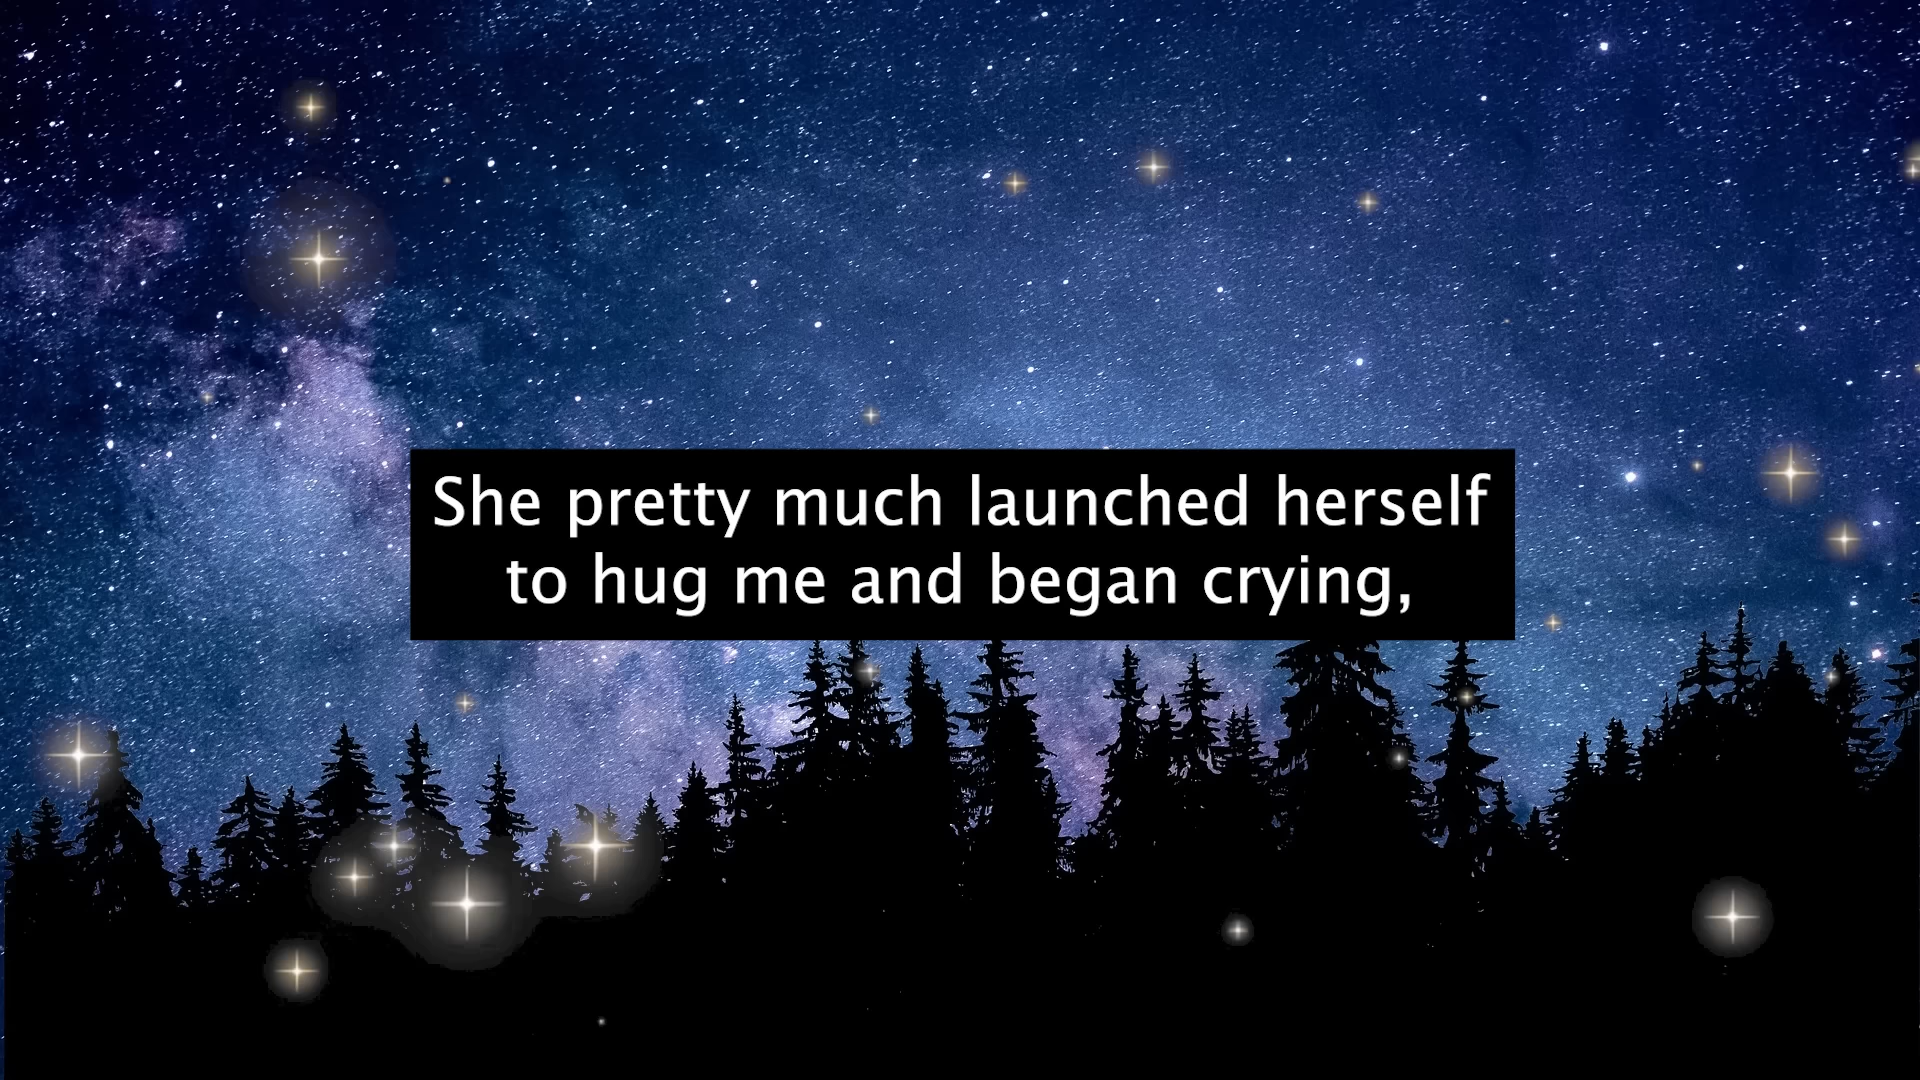 She pretty much launched herself
to hug me and began crying,